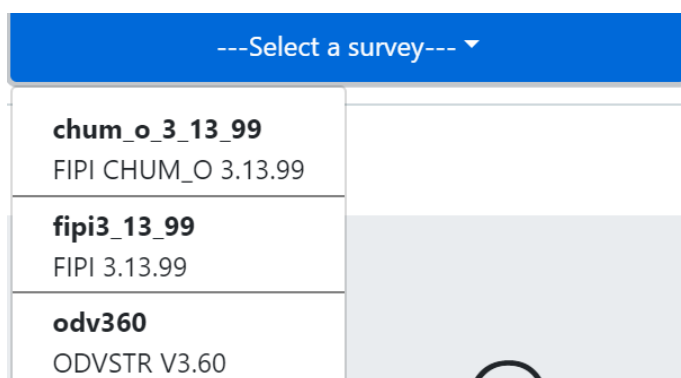 ---Select a survey---
chum_o_3_13_99
FIPI CHUM_O 3.13.99
fipi3_13_99
FIPI 3.13.99
odv360
ODVSTR V3.60